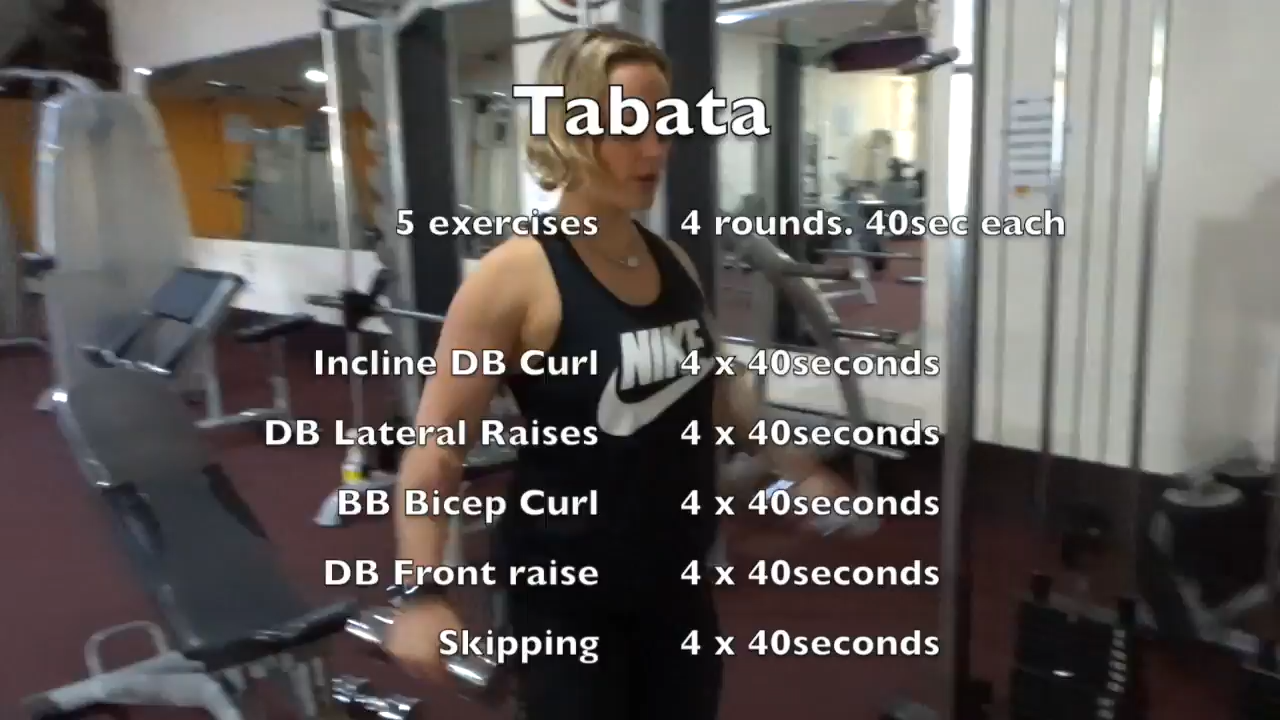 Tabata
5 exercises 4 rounds. 40sec each
NIKE
Incline DB Curl 4 x 40seconds
DB Lateral Raises 4 x 40seconds
BB Bicep Curl 4 x 40seconds
DB Front raise 4 x 40seconds
Skipping 4 x 40seconds